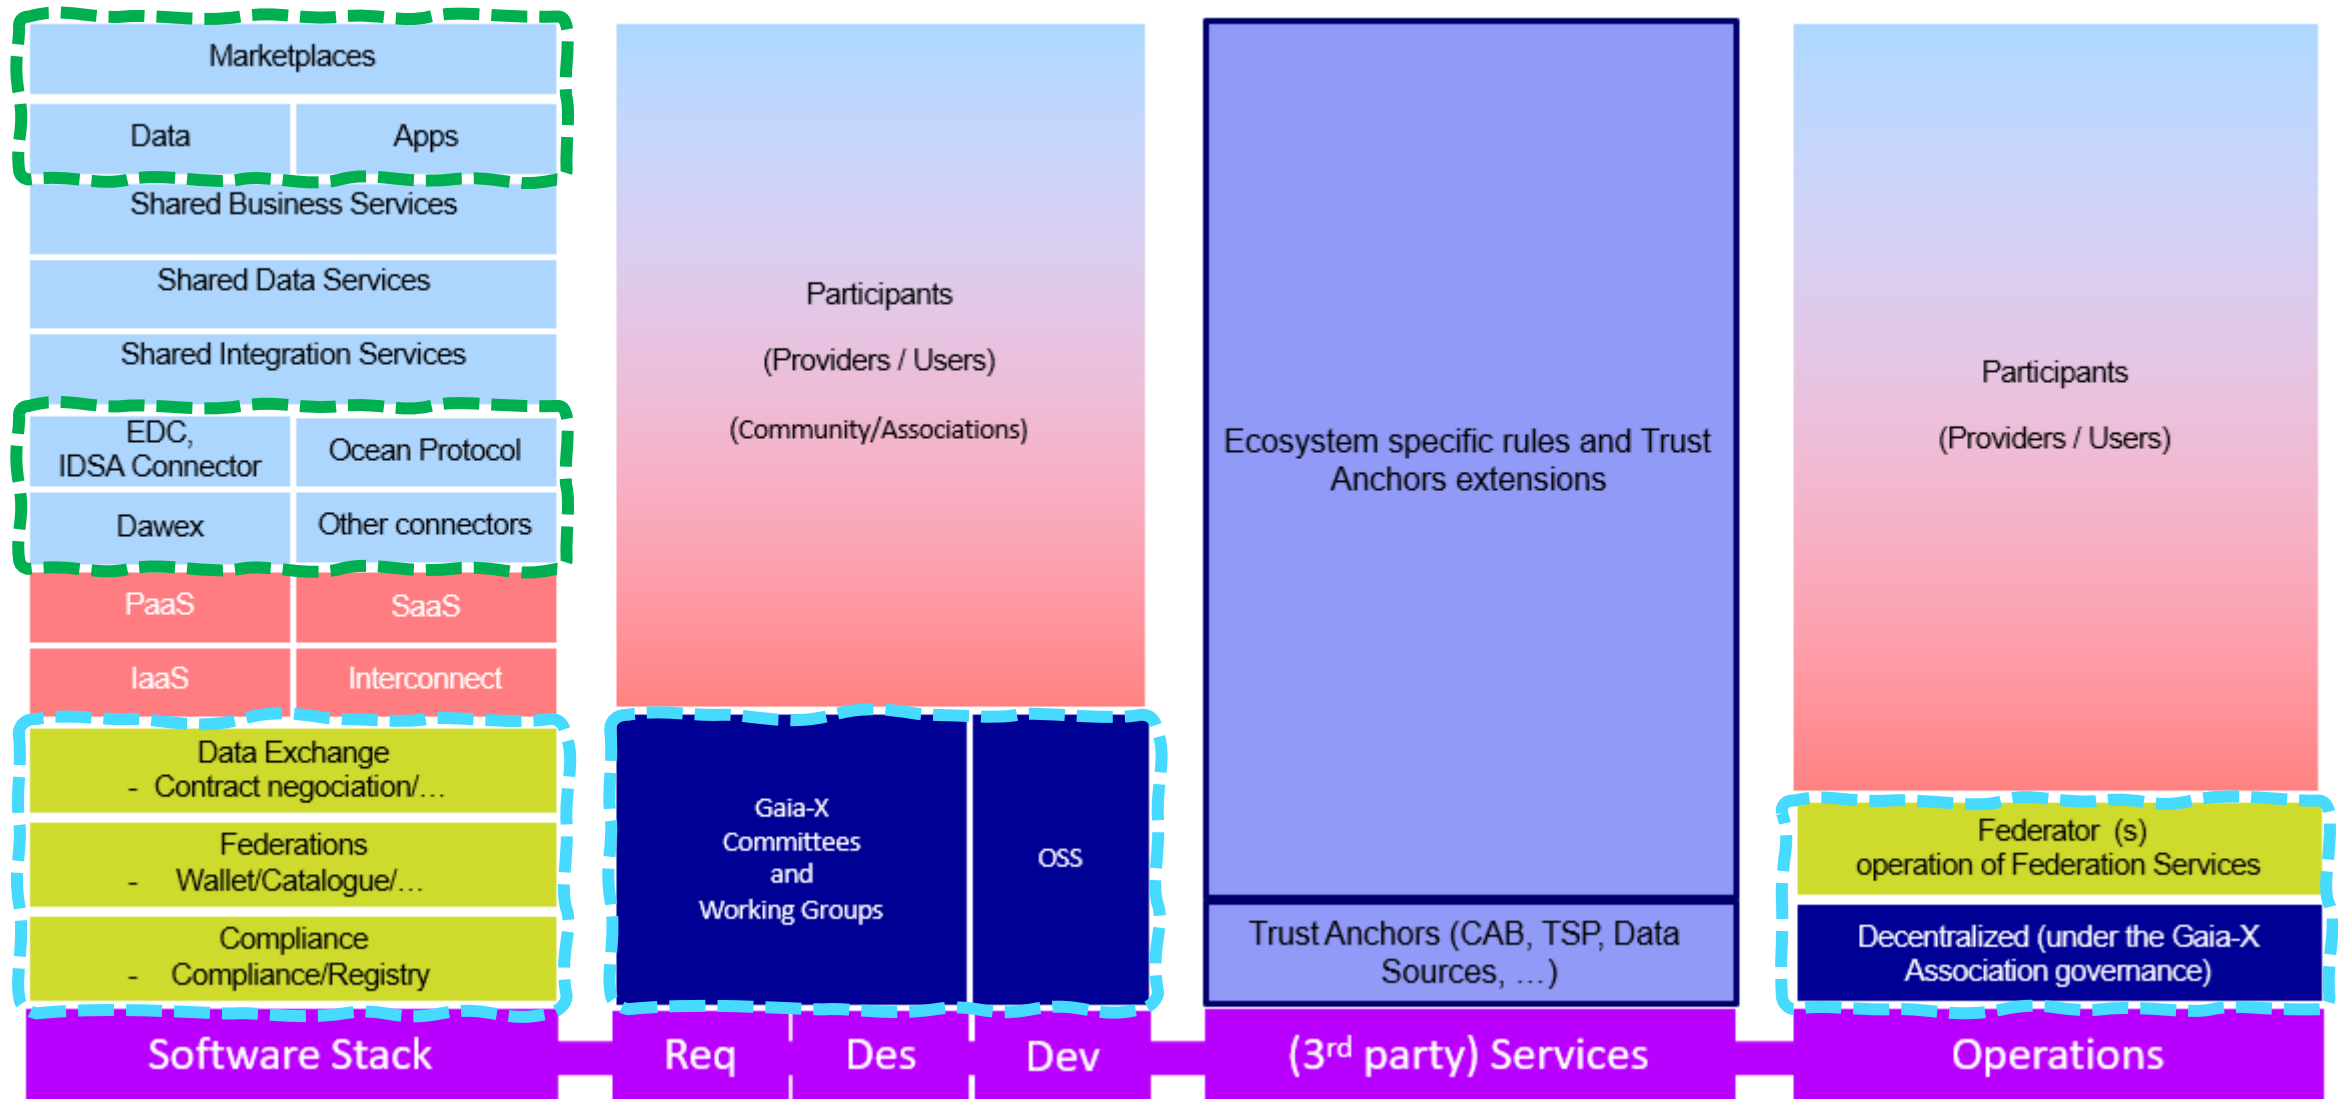 Marketplaces
Data
Apps
Shared Business Services
Shared Data Services
Shared Integration Services
EDC,
IDSA Connector
Ocean Protocol
Dawex
Other connectors
PaaS
SaaS
IaaS
Interconnect
Data Exchange
- Contract negociation/...
Federations
- Wallet/Catalogue/...
Compliance
- Compliance/Registry
Software Stack
Participants
(Providers / Users)
(Community/Associations)
Gaia-X
Committees
and
Working Groups
OSS
Req
Des
Dev
Ecosystem specific rules and Trust
Anchors extensions
Trust Anchors (CAB, TSP, Data
Sources, ...)
(3rd party) Services
Participants
(Providers / Users)
Federator (s)
operation of Federation Services
Decentralized (under the Gaia-X
Association governance)
Operations